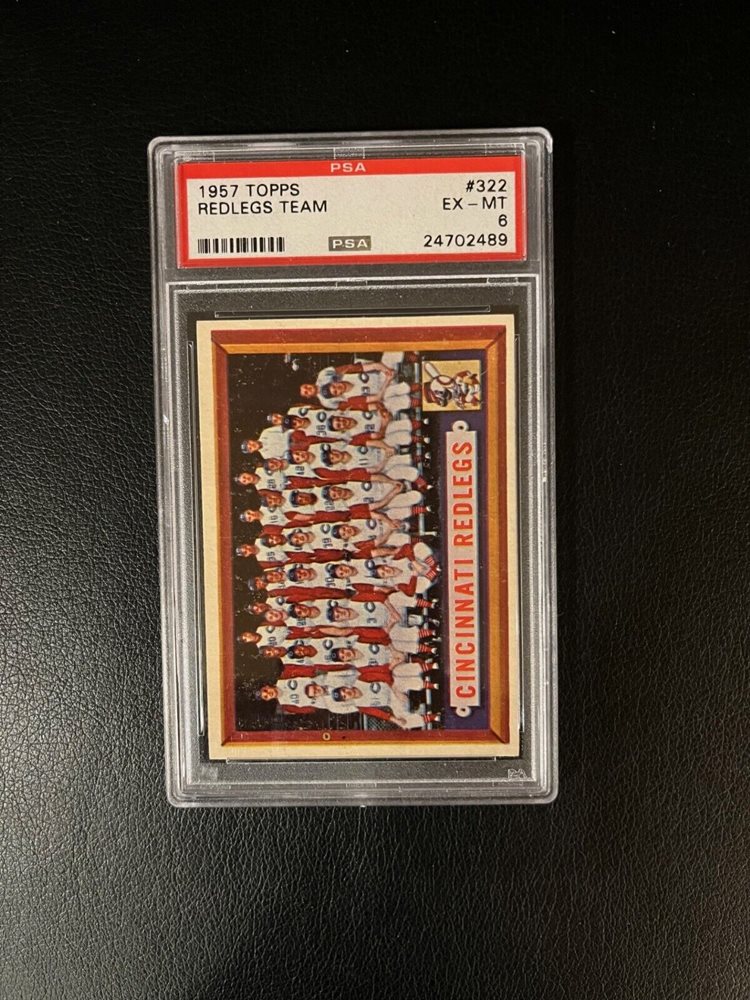 PSA
1957 TOPPS #322
REDLEGS TEAM EX - MT
6
PSA 24702489
CINCINNATI REDLEGS